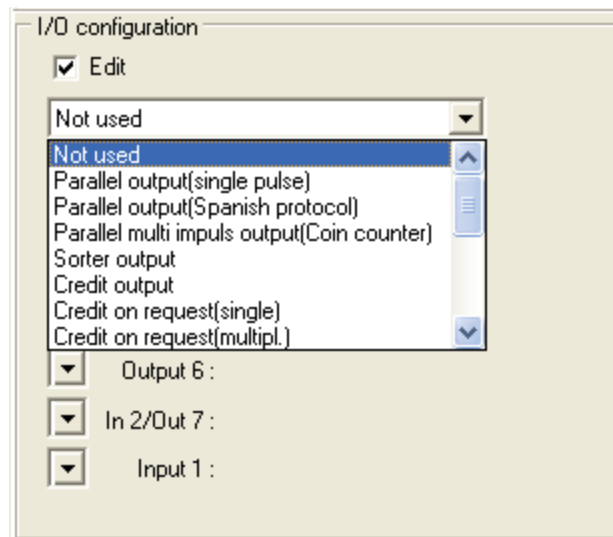 I/O configuration
Edit
Not used
Not used
Parallel output(single pulse)
Parallel output(Spanish protocol)
Parallel multi impuls output(Coin counter)
Sorter output
Credit output
Credit on request(single)
Credit on request(multipl.)
Output 6 :
In 2/Out 7 :
Input 1 :